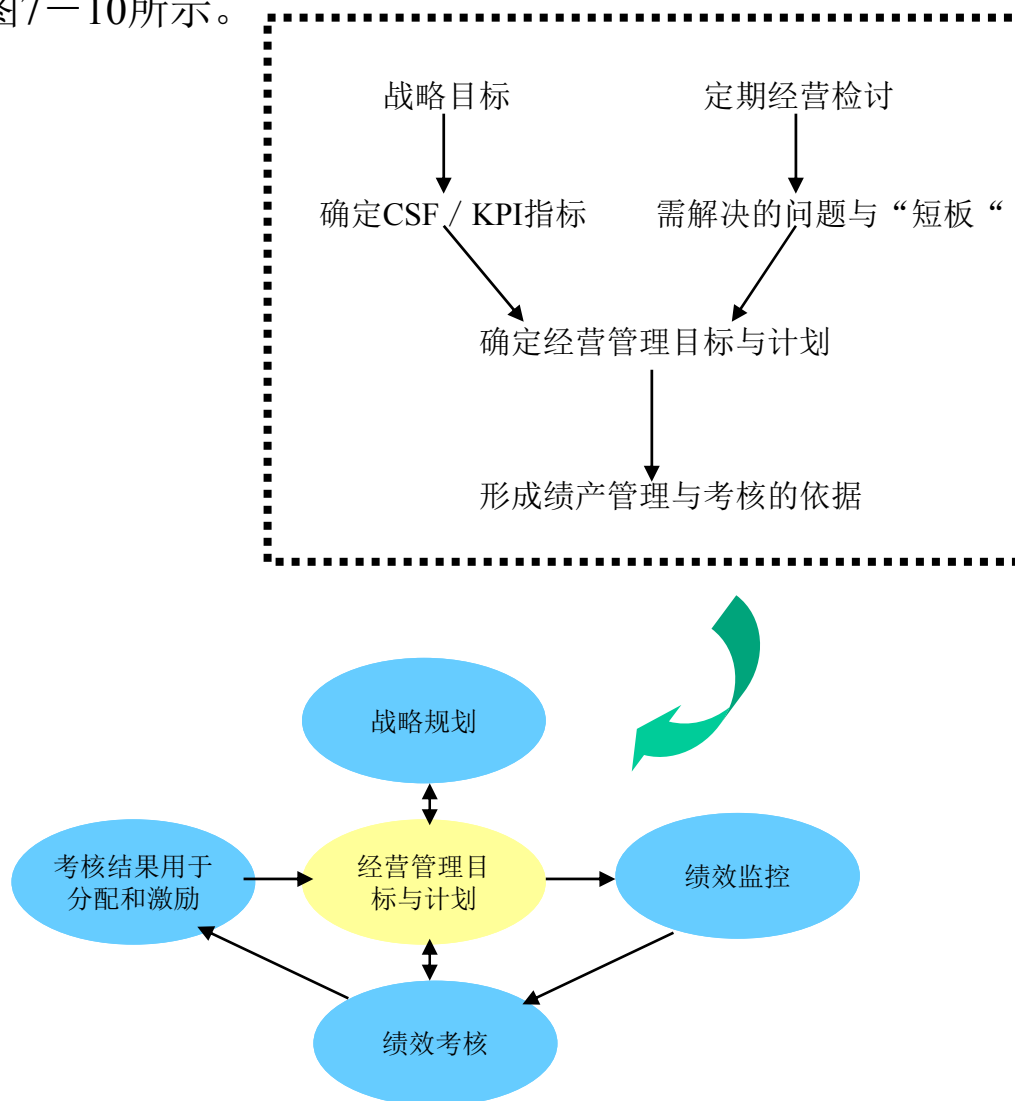 图7－10所示。
战略目标
定期经营检讨
确定CSF／KPI指标
需解决的问题与“短板“
确定经营管理目标与计划
形成绩产管理与考核的依据
战略规划
考核结果用于
分配和激励
经营管理目
标与计划
绩效监控
绩效考核